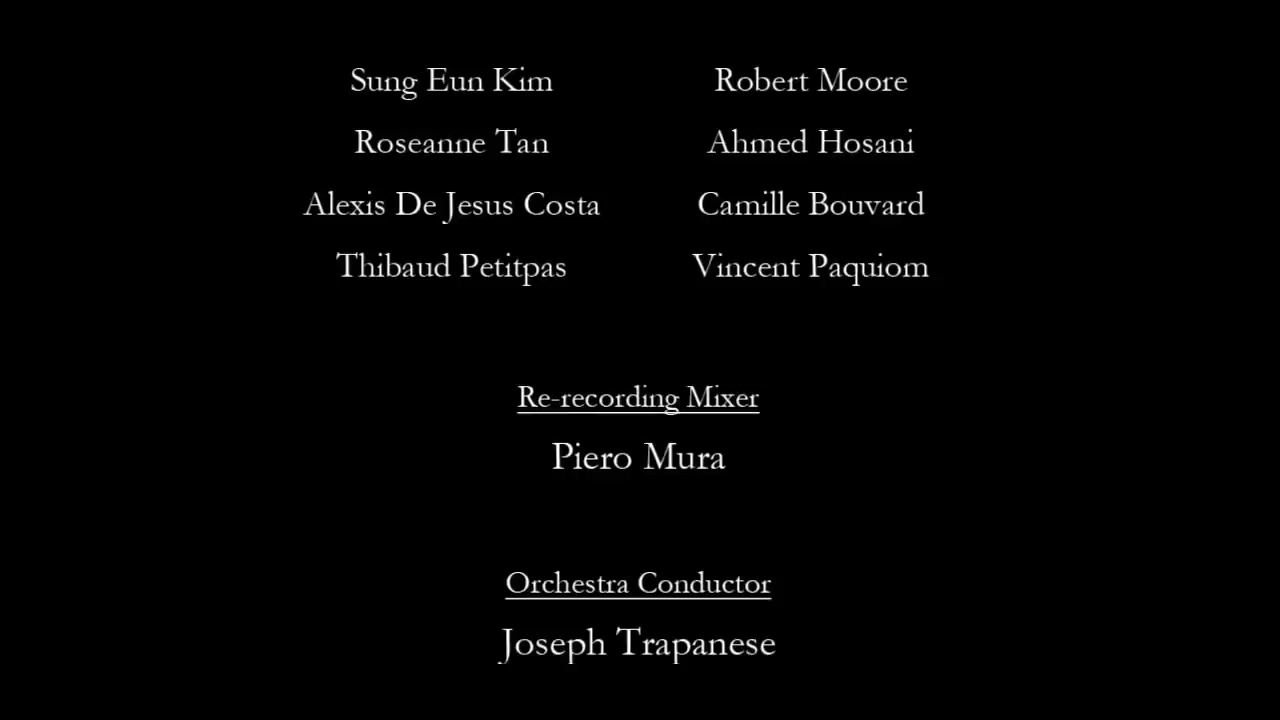 Sung Eun Kim Robert Moore
Roseanne Tan Ahmed Hosani
Alexis De Jesus Costa Camille Bouvard
Thibaud Petitpas Vincent Paquiom
Re-recording Mixer
Piero Mura
Orchestra Conductor
Joseph Trapanese